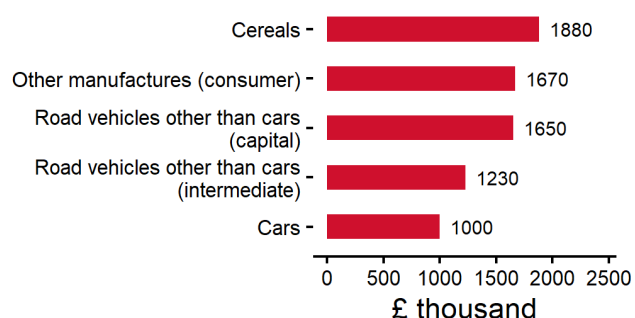 Cereals
1880
Other manufactures (consumer)
1670
Road vehicles other than cars
(capital)
1650
Road vehicles other than cars
(intermediate)
1230
Cars
1000
0 500 1000 1500 2000 2500
£ thousand